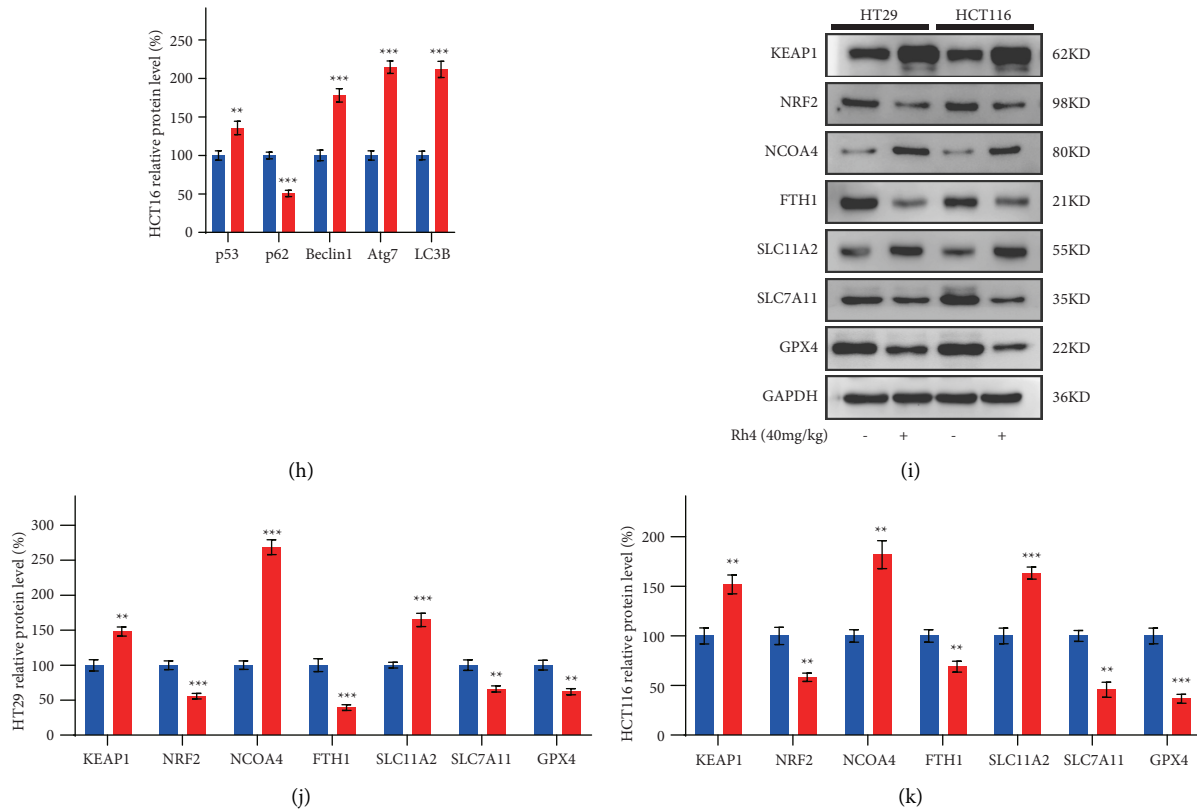 HCT16 relative protein level (%)
250
200
150
100
50
0
**
***
***
***
***
p53 p62 Beclin1 Atg7 LC3B
(h)
HT29 HCT116
KEAP1 62KD
NRF2 98KD
NCOA4 80KD
FTH1 21KD
SLC11A2 55KD
SLC7A11 35KD
GPX4 22KD
GAPDH 36KD
Rh4 (40mg/kg) - + - +
(i)
HT29 relative protein level (%)
300
250
200
150
100
50
0
**
***
***
***
***
**
**
KEAP1 NRF2 NCOA4 FTH1 SLC11A2 SLC7A11 GPX4
(j)
HCT116 relative protein level (%)
200
150
100
50
0
**
**
**
**
***
**
***
KEAP1 NRF2 NCOA4 FTH1 SLC11A2 SLC7A11 GPX4
(k)